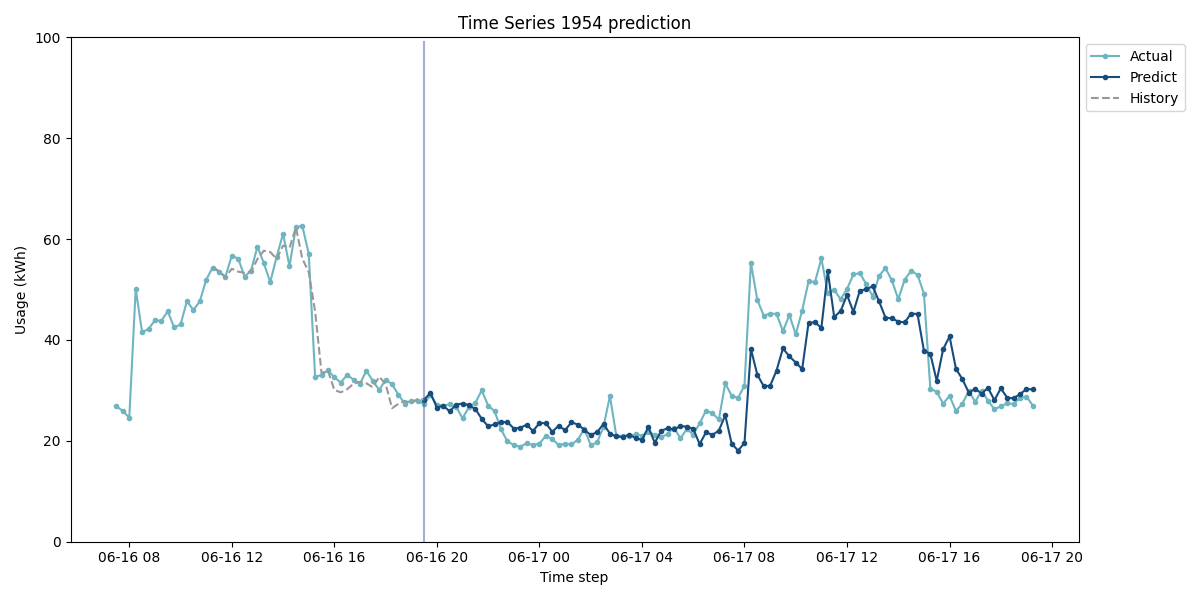 Time Series 1954 prediction
100
80
60
40
20
0
Usage (kWh)
06-16 08
06-16 12
06-16 16
06-16 20
06-17 00
06-17 04
06-17 08
06-17 12
06-17 16
06-17 20
Time step
Actual
Predict
History